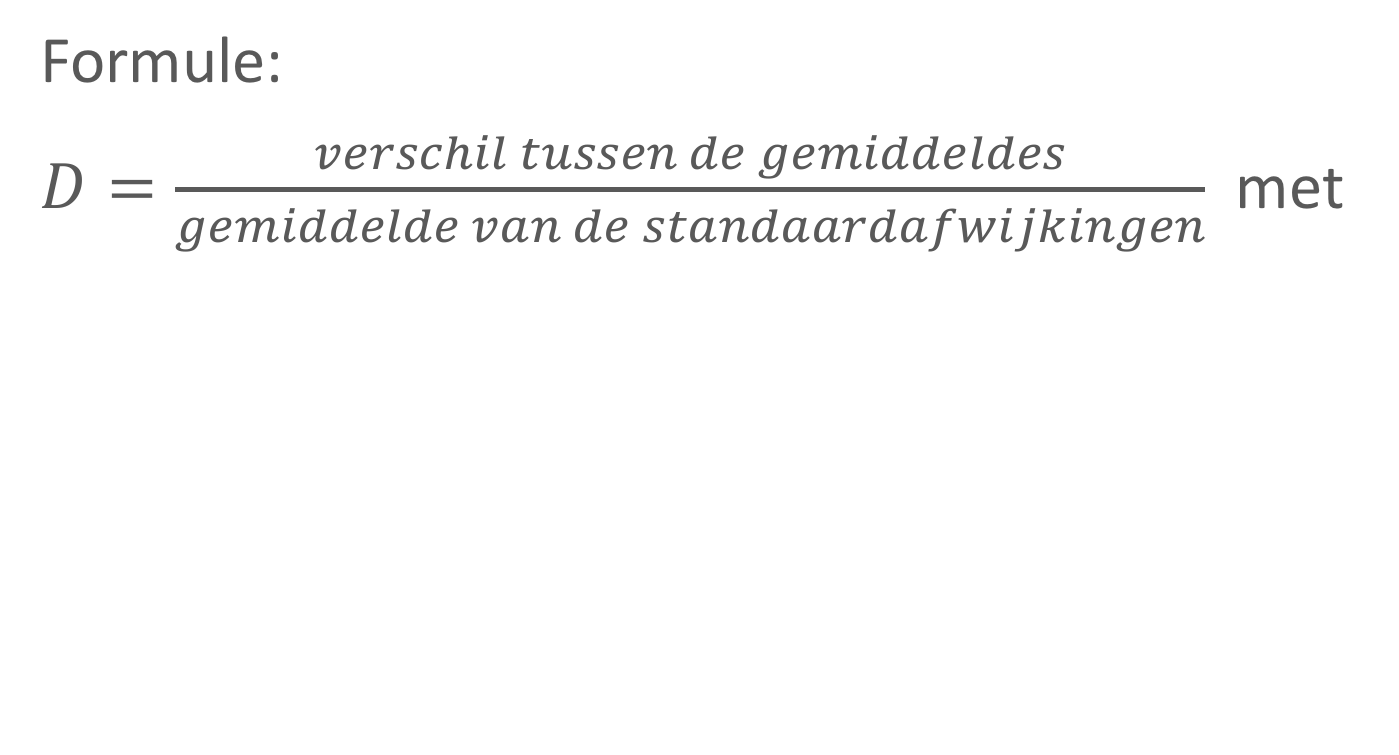 Formule:
D = verschil tussen de gemiddeldes / gemiddelde van de standaardafwijkingen met